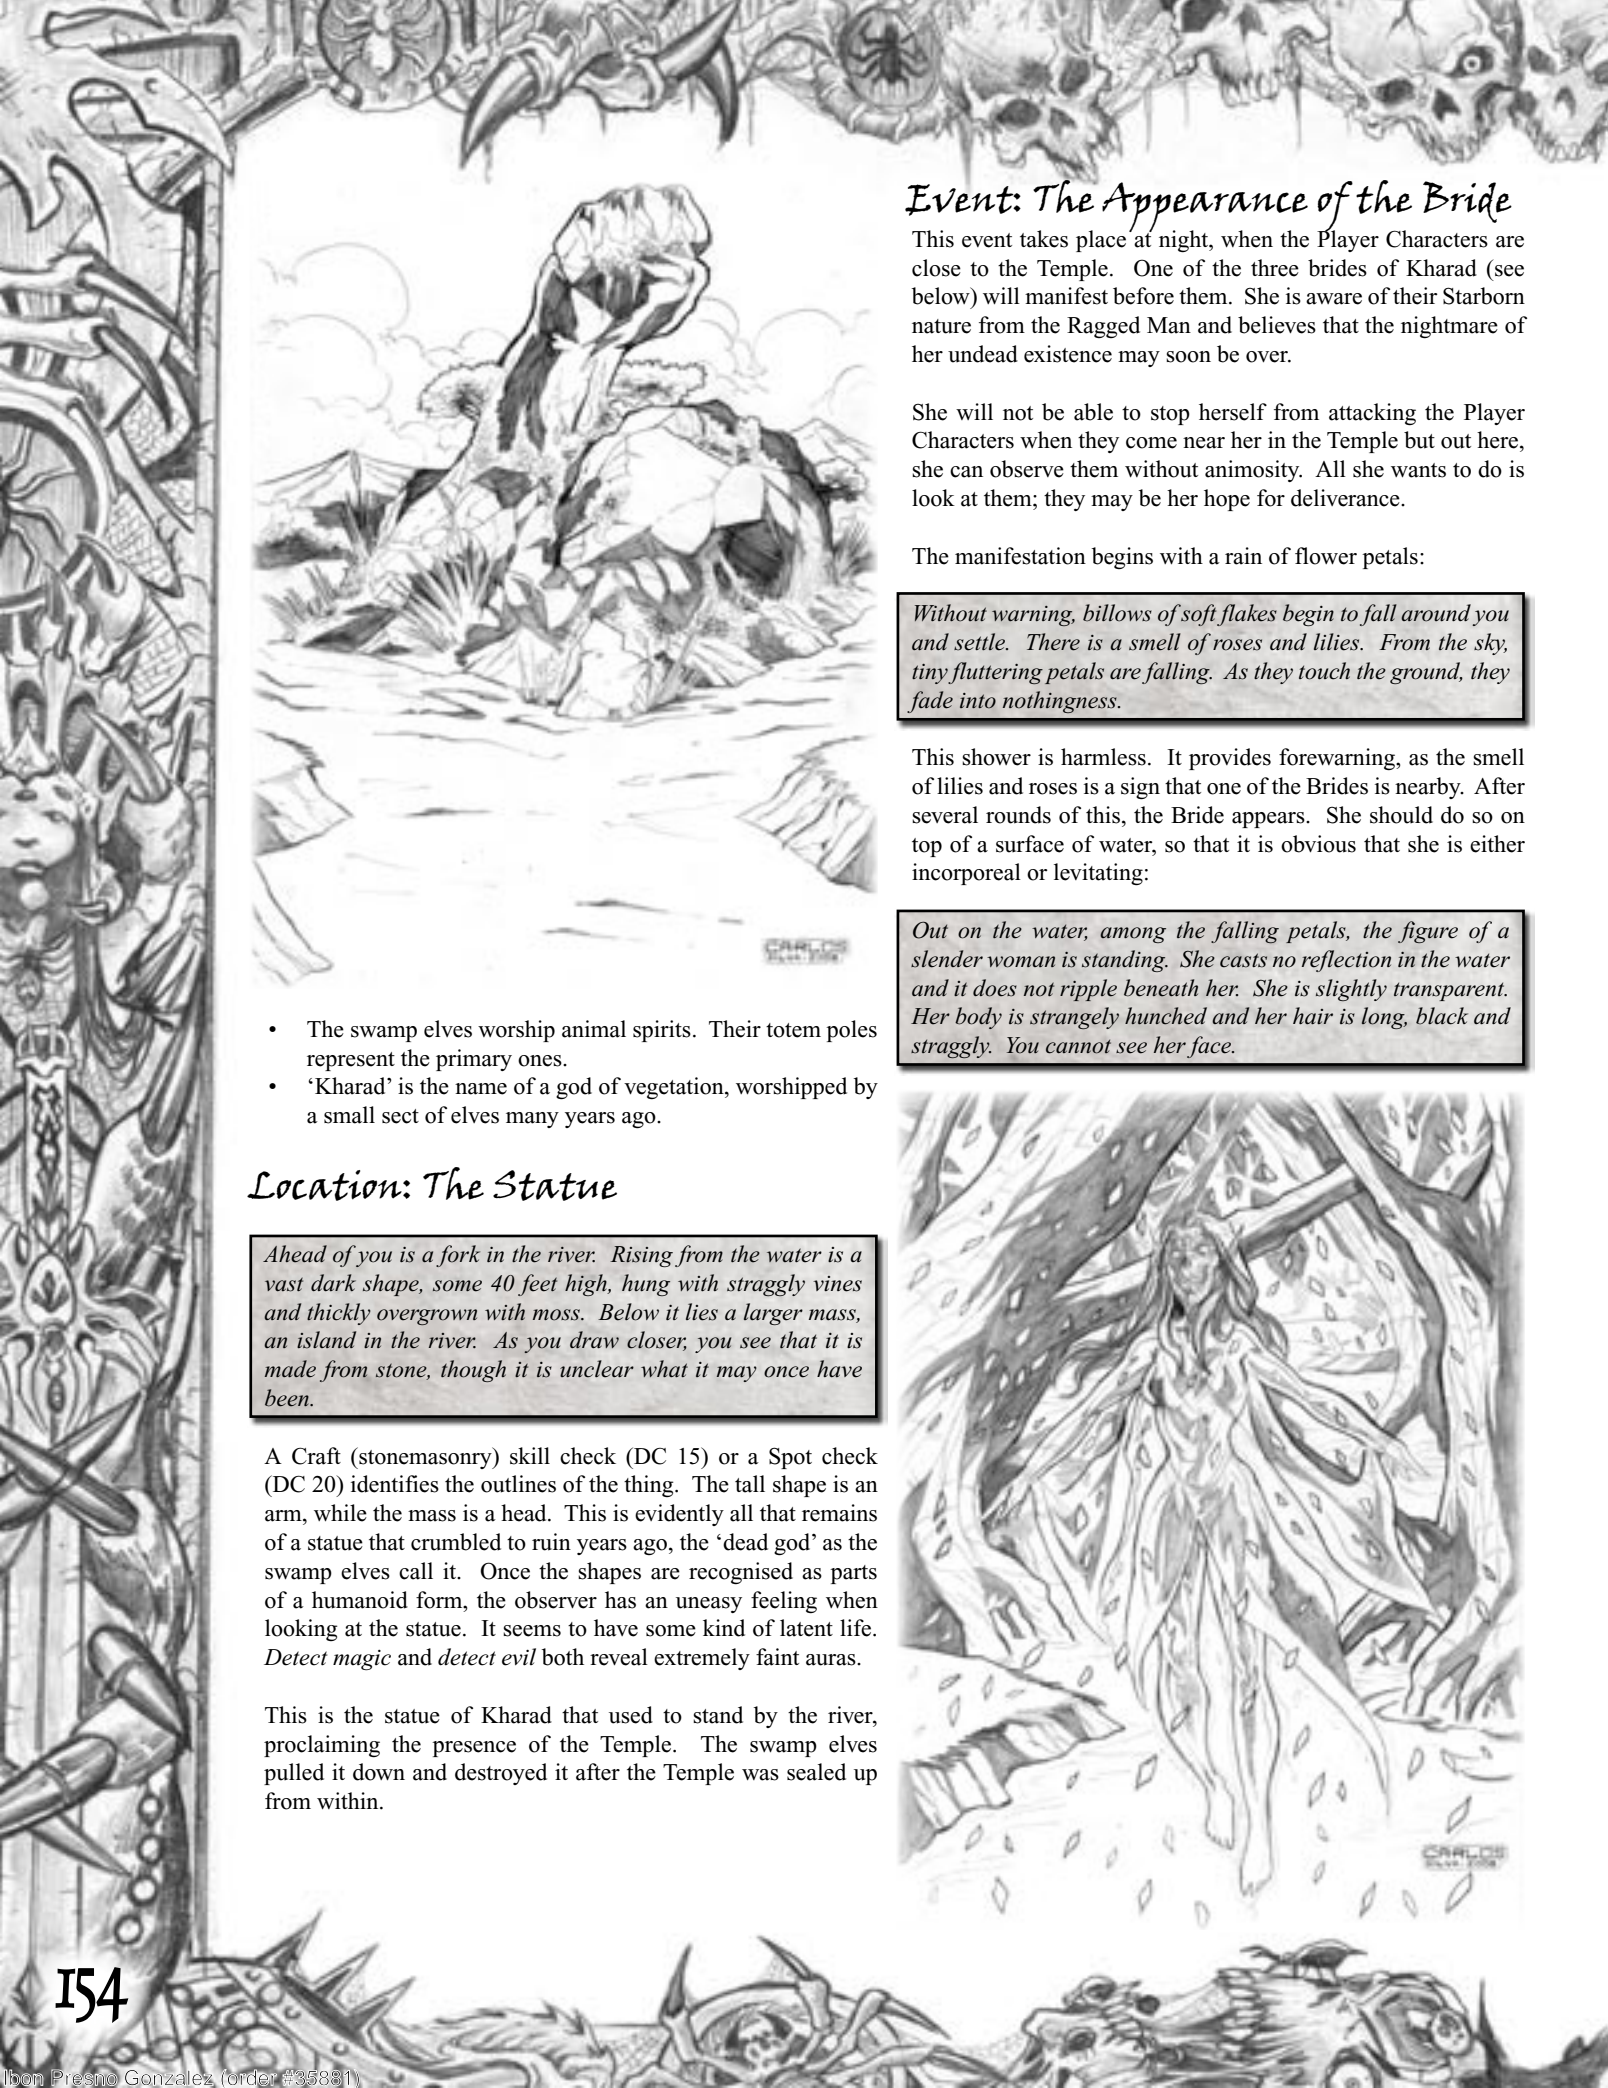 CARLOS
SILVA 2008
• The swamp elves worship animal spirits. Their totem poles
represent the primary ones.
• ‘Kharad’ is the name of a god of vegetation, worshipped by
a small sect of elves many years ago.
Location: The Statue
Ahead of you is a fork in the river. Rising from the water is a
vast dark shape, some 40 feet high, hung with straggly vines
and thickly overgrown with moss. Below it lies a larger mass,
an island in the river. As you draw closer, you see that it is
made from stone, though it is unclear what it may once have
been.
A Craft (stonemasonry) skill check (DC 15) or a Spot check
(DC 20) identifies the outlines of the thing. The tall shape is an
arm, while the mass is a head. This is evidently all that remains
of a statue that crumbled to ruin years ago, the ‘dead god’ as the
swamp elves call it. Once the shapes are recognised as parts
of a humanoid form, the observer has an uneasy feeling when
looking at the statue. It seems to have some kind of latent life.
Detect magic and detect evil both reveal extremely faint auras.
This is the statue of Kharad that used to stand by the river,
proclaiming the presence of the Temple. The swamp elves
pulled it down and destroyed it after the Temple was sealed up
from within.
Event: The Appearance of the Bride
This event takes place at night, when the Player Characters are
close to the Temple. One of the three brides of Kharad (see
below) will manifest before them. She is aware of their Starborn
nature from the Ragged Man and believes that the nightmare of
her undead existence may soon be over.
She will not be able to stop herself from attacking the Player
Characters when they come near her in the Temple but out here,
she can observe them without animosity. All she wants to do is
look at them; they may be her hope for deliverance.
The manifestation begins with a rain of flower petals:
Without warning, billows of soft flakes begin to fall around you
and settle. There is a smell of roses and lilies. From the sky,
tiny fluttering petals are falling. As they touch the ground, they
fade into nothingness.
This shower is harmless. It provides forewarning, as the smell
of lilies and roses is a sign that one of the Brides is nearby. After
several rounds of this, the Bride appears. She should do so on
top of a surface of water, so that it is obvious that she is either
incorporeal or levitating:
Out on the water, among the falling petals, the figure of a
slender woman is standing. She casts no reflection in the water
and it does not ripple beneath her. She is slightly transparent.
Her body is strangely hunched and her hair is long, black and
straggly. You cannot see her face.
CARLOS
SILVA 2008
154
Ibon Presno Gonzalez (order #35881)